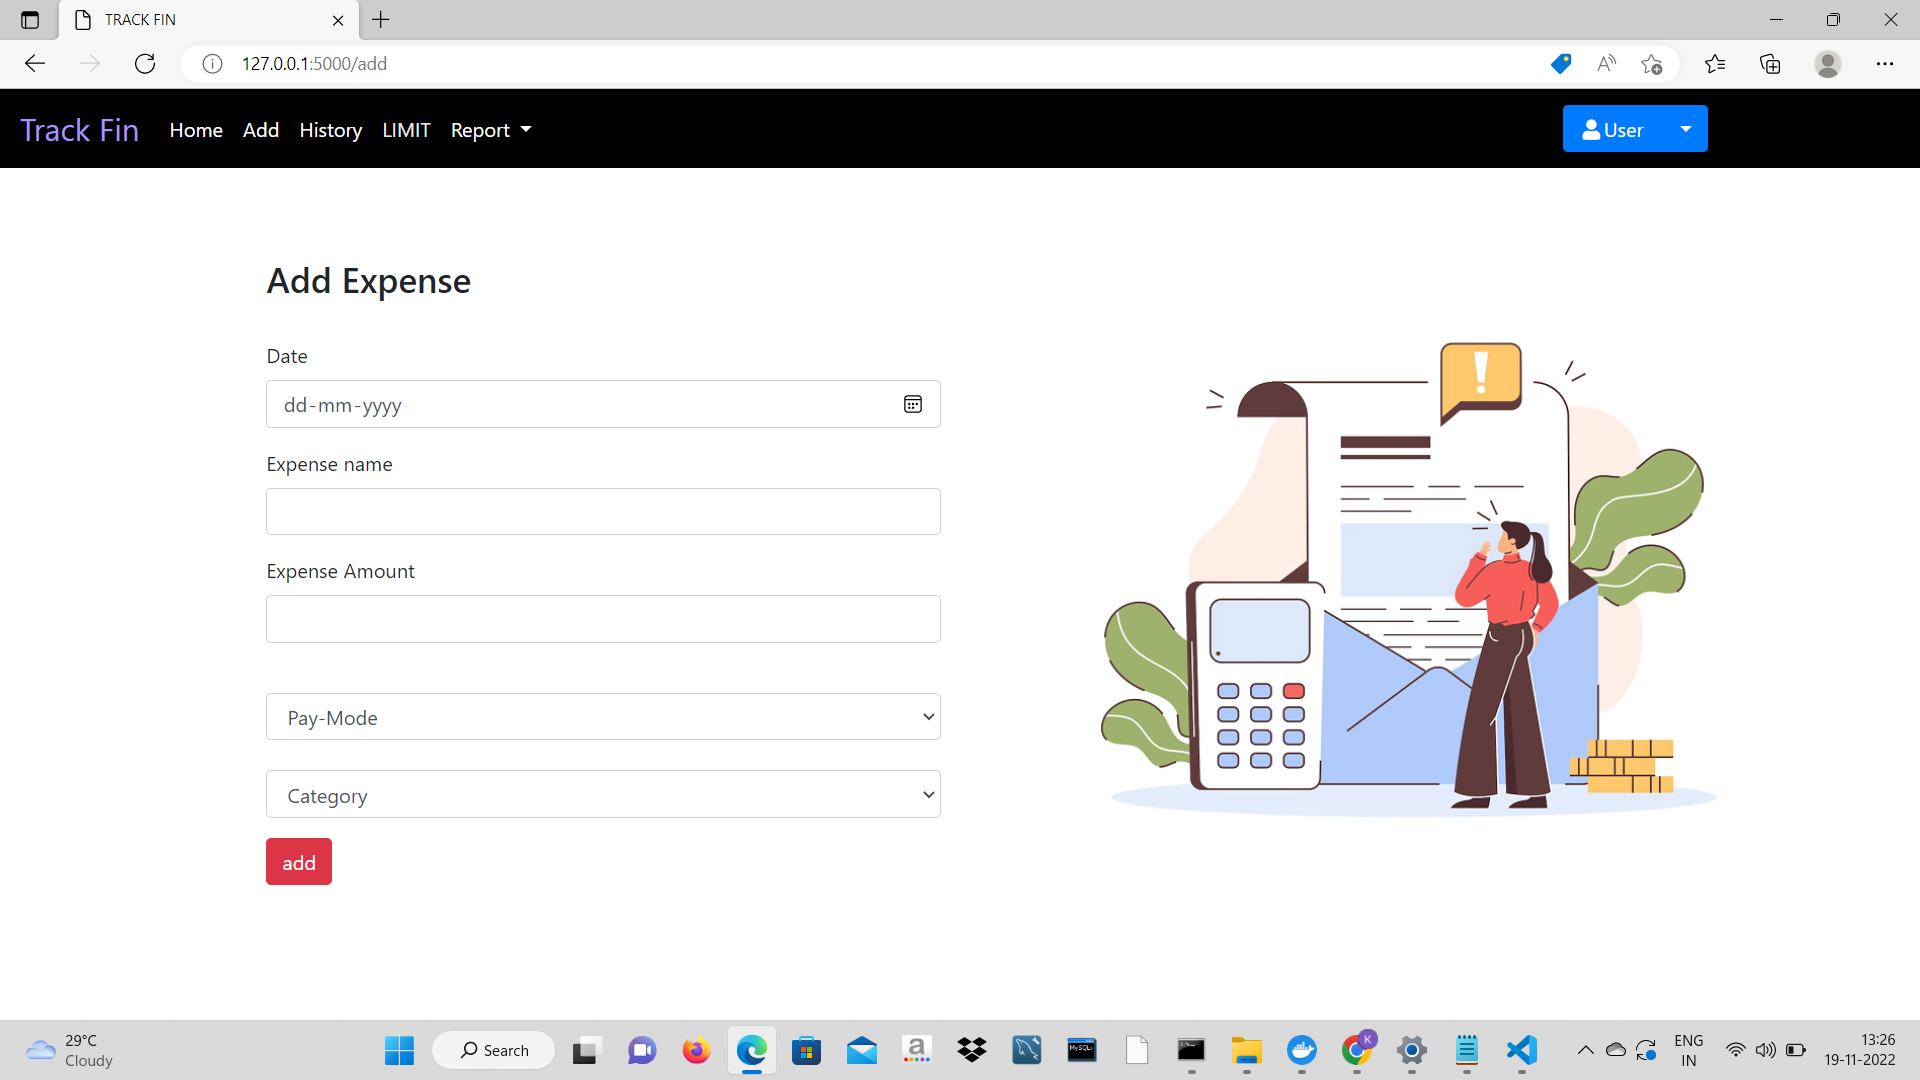 TRACK FIN
127.0.0.1:5000/add
Track Fin Home Add History LIMIT Report User
Add Expense
Date
dd-mm-yyyy
Expense name
Expense Amount
Pay-Mode
Category
add
!
29°C
Cloudy
Search
a
MySQL
K
ENG
IN
13:26
19-11-2022